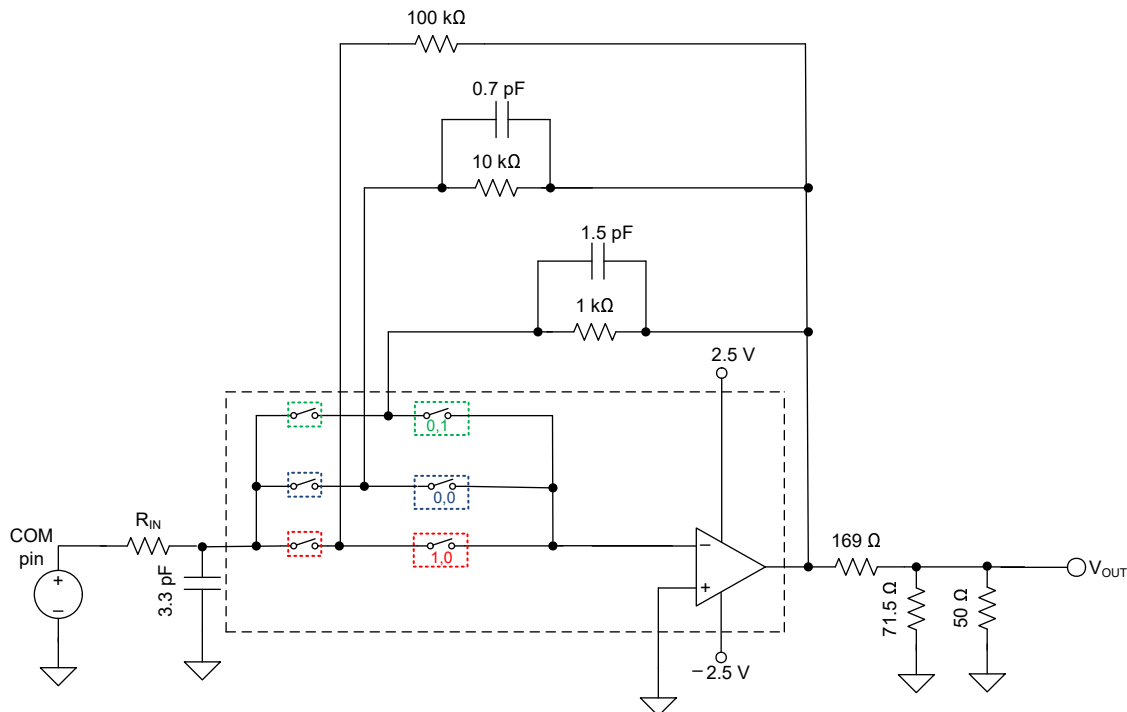 100 kΩ
0.7 pF
10 kΩ
1.5 pF
1 kΩ
2.5 V
0,1
0,0
1,0
COM
pin
R_IN
3.3 pF
+
−
−
+
−2.5 V
169 Ω
71.5 Ω
50 Ω
V_OUT